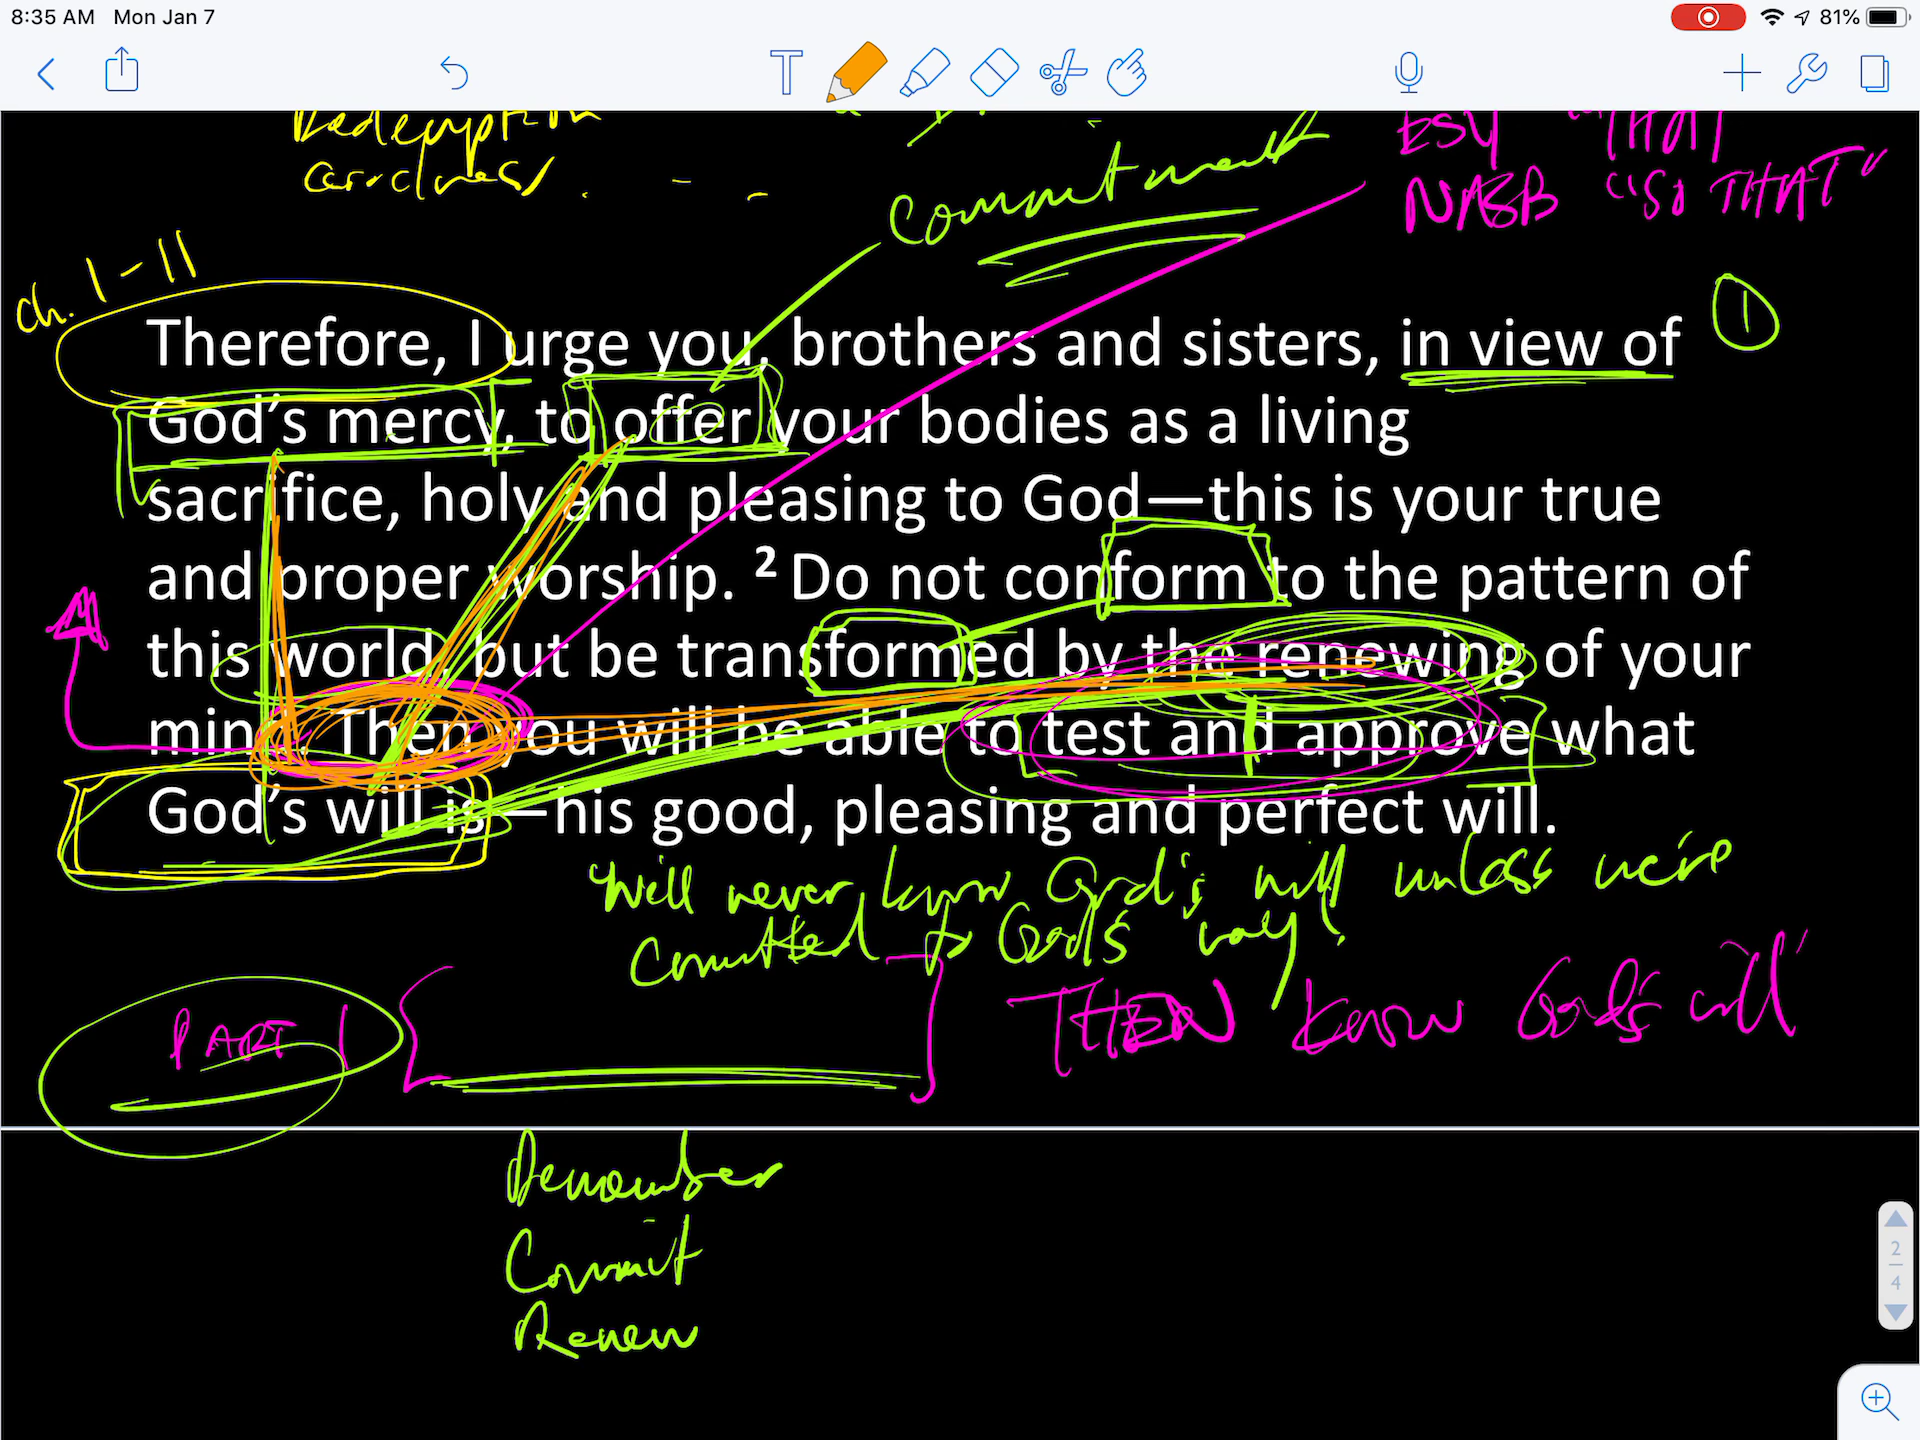 8:35 AM Mon Jan 7
81%
Redemption
commitment
ESV "THAT
NASB "SO THAT"
ch. 1-11
Therefore, I urge you, brothers and sisters, in view of
1
God's mercy, to offer your bodies as a living
sacrifice, holy and pleasing to God—this is your true
and proper worship. ² Do not conform to the pattern of
this world, but be transformed by the renewing of your
mind. Then you will be able to test and approve what
God's will is—his good, pleasing and perfect will.
We'll never know God's will unless we're
committed to God's way!
PART 1
THEN know God's will
Remember
Commit
Renew
2
4